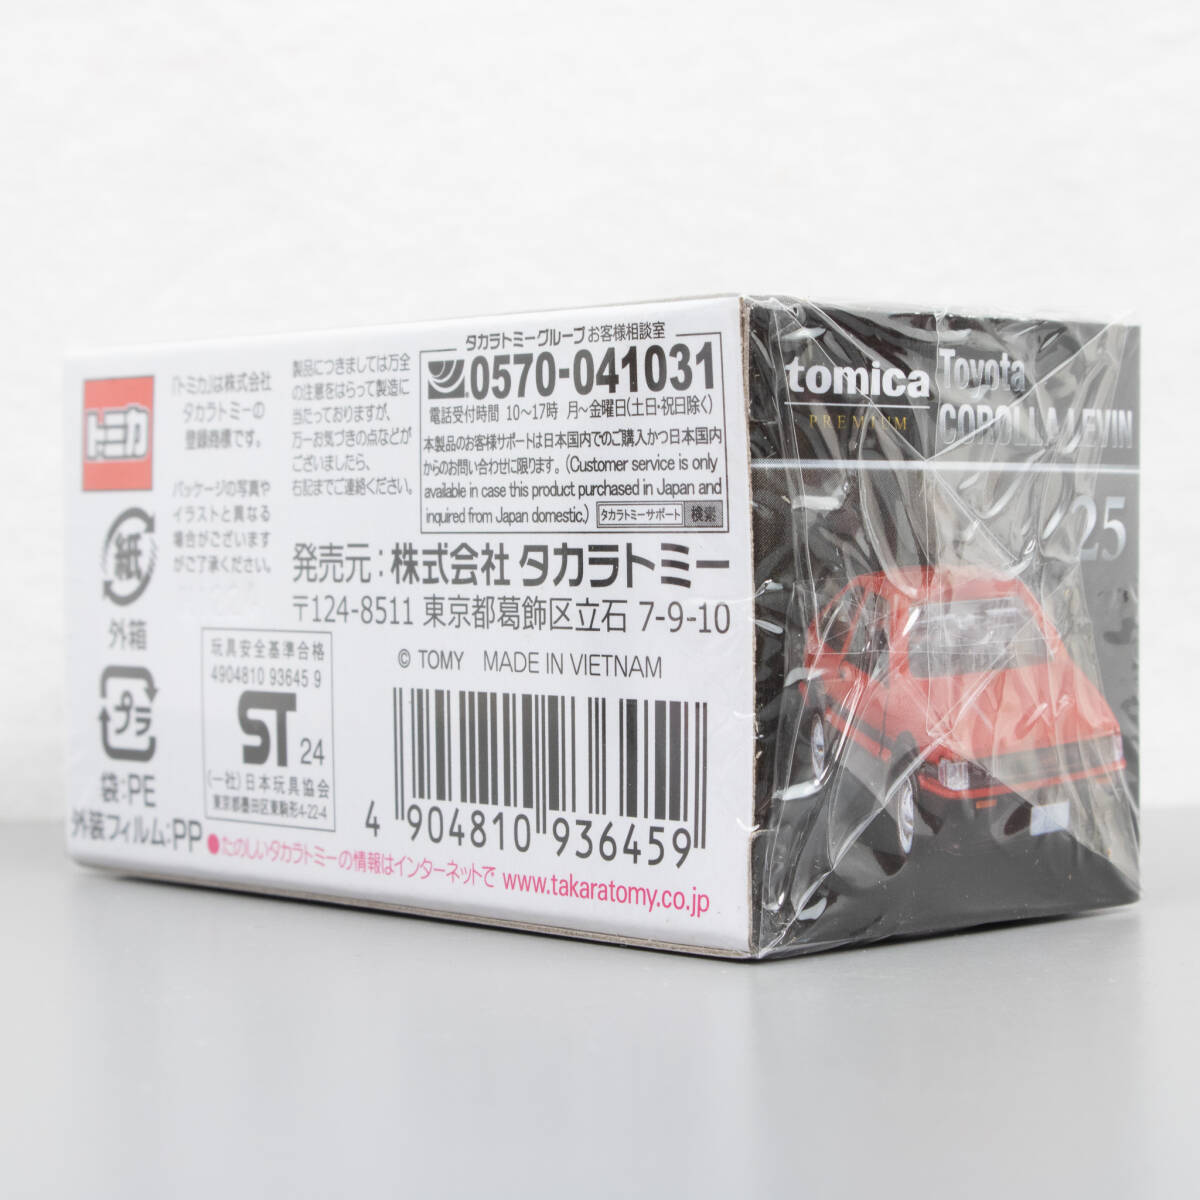 トミカ
「トミカ」は株式会社
タカラトミーの
登録商標です。
パッケージの写真や
イラストと異なる
場合がございます
がご了承ください。
紙
外箱
プラ
袋:PE
外装フィルム:PP
製品につきましては万全
の注意をはらって製造に
当たっておりますが、
万一お気づきの点などが
ございましたら、
右記までご連絡ください。
タカラトミーグループお客様相談室
0570-041031
電話受付時間 10〜17時 月〜金曜日(土日・祝日除く)
本製品のお客様サポートは日本国内でのご購入かつ日本国内
からのお問い合わせに限ります。(Customer service is only
available in case this product purchased in Japan and
inquired from Japan domestic.) タカラトミーサポート 検索
発売元:株式会社 タカラトミー
〒124-8511 東京都葛飾区立石 7-9-10
© TOMY MADE IN VIETNAM
玩具安全基準合格
4904810 93645 9
ST 24
(一社)日本玩具協会
東京都墨田区東駒形4-22-4
4 904810 936459
●たのしいタカラトミーの情報はインターネットで www.takaratomy.co.jp
tomica
PREMIUM
Toyota
COROLLA LEVIN
25